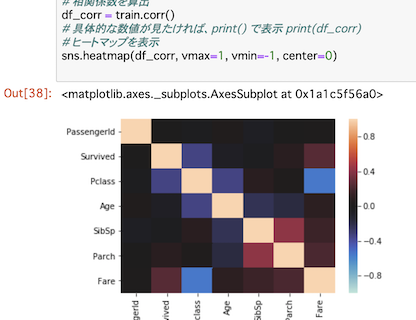 # 相関係数を算出
df_corr = train.corr()
# 具体的な数値が見たければ、print() で表示 print(df_corr)
#ヒートマップを表示
sns.heatmap(df_corr, vmax=1, vmin=-1, center=0)
Out[38]: <matplotlib.axes._subplots.AxesSubplot at 0x1a1c5f56a0>
PassengerId
Survived
Pclass
Age
SibSp
Parch
Fare
0.8
0.4
0.0
−0.4
−0.8
gerId
vived
class
Age
SibSp
Parch
Fare